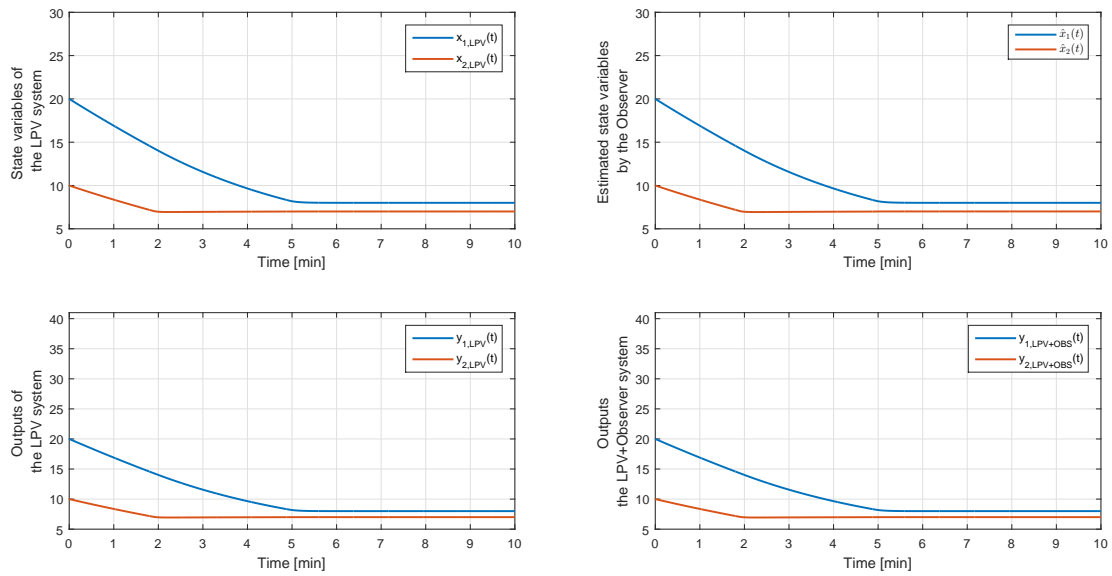 State variables of
the LPV system
30
25
20
15
10
5
x1,LPV(t)
x2,LPV(t)
0 1 2 3 4 5 6 7 8 9 10
Time [min]
Estimated state variables
by the Observer
30
25
20
15
10
5
x̂1(t)
x̂2(t)
0 1 2 3 4 5 6 7 8 9 10
Time [min]
Outputs of
the LPV system
40
35
30
25
20
15
10
5
y1,LPV(t)
y2,LPV(t)
0 1 2 3 4 5 6 7 8 9 10
Time [min]
Outputs
the LPV+Observer system
40
35
30
25
20
15
10
5
y1,LPV+OBS(t)
y2,LPV+OBS(t)
0 1 2 3 4 5 6 7 8 9 10
Time [min]